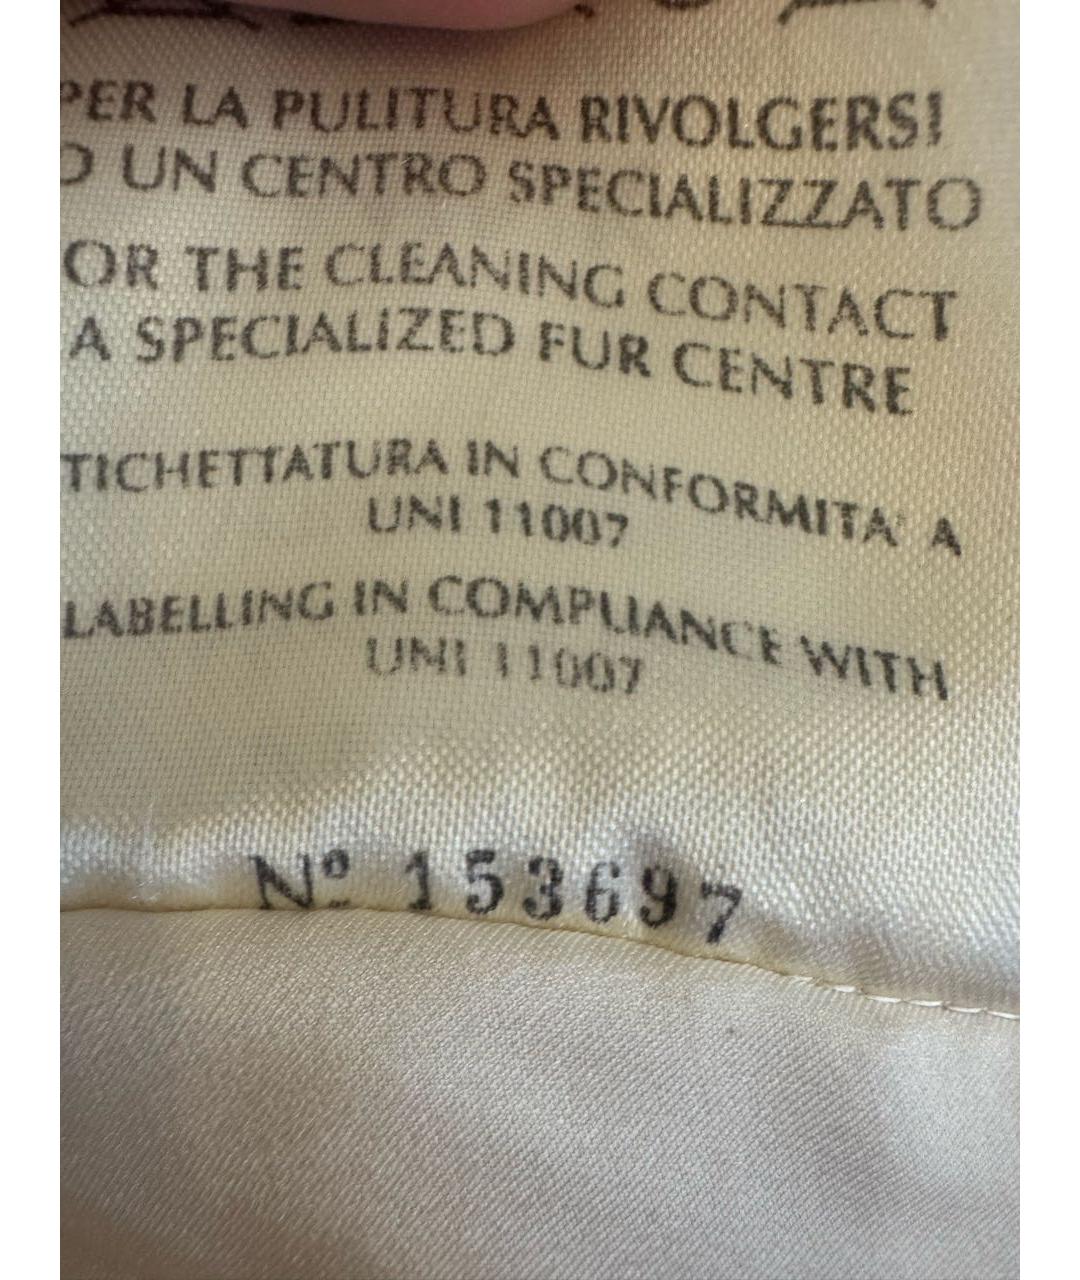 PER LA PULITURA RIVOLGERSI
UN CENTRO SPECIALIZZATO
OR THE CLEANING CONTACT
A SPECIALIZED FUR CENTRE
TICHETTATURA IN CONFORMITA' A
UNI 11007
LABELLING IN COMPLIANCE WITH
UNI 11007
Nº 153697